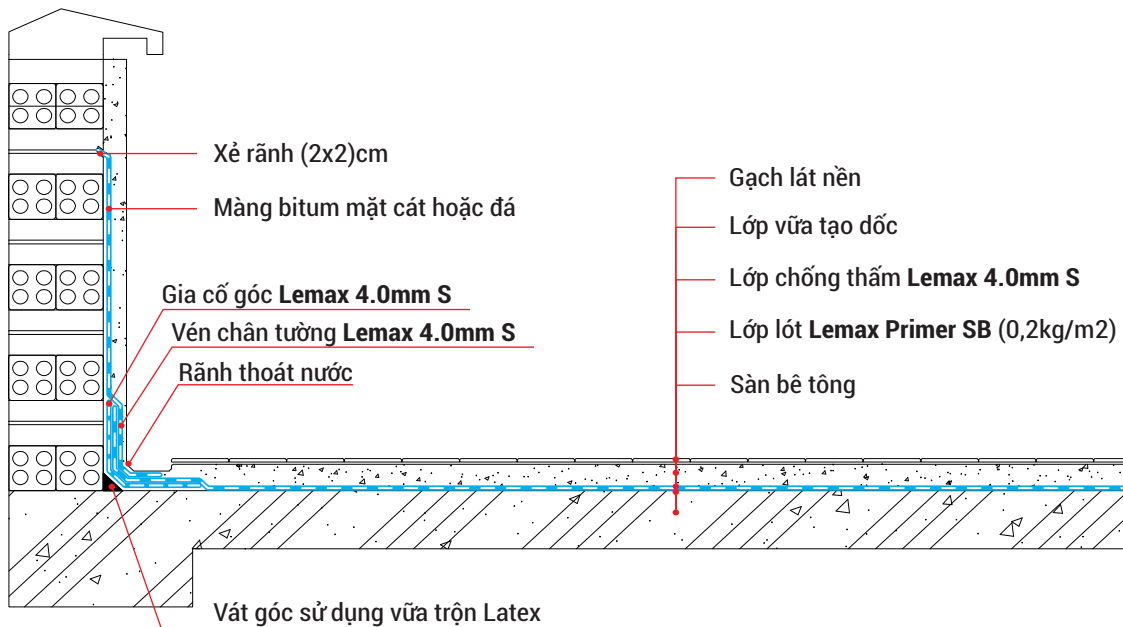 Xẻ rãnh (2x2)cm
Màng bitum mặt cát hoặc đá
Gia cố góc Lemax 4.0mm S
Vén chân tường Lemax 4.0mm S
Rãnh thoát nước
Gạch lát nền
Lớp vữa tạo dốc
Lớp chống thấm Lemax 4.0mm S
Lớp lót Lemax Primer SB (0,2kg/m2)
Sàn bê tông
Vát góc sử dụng vữa trộn Latex